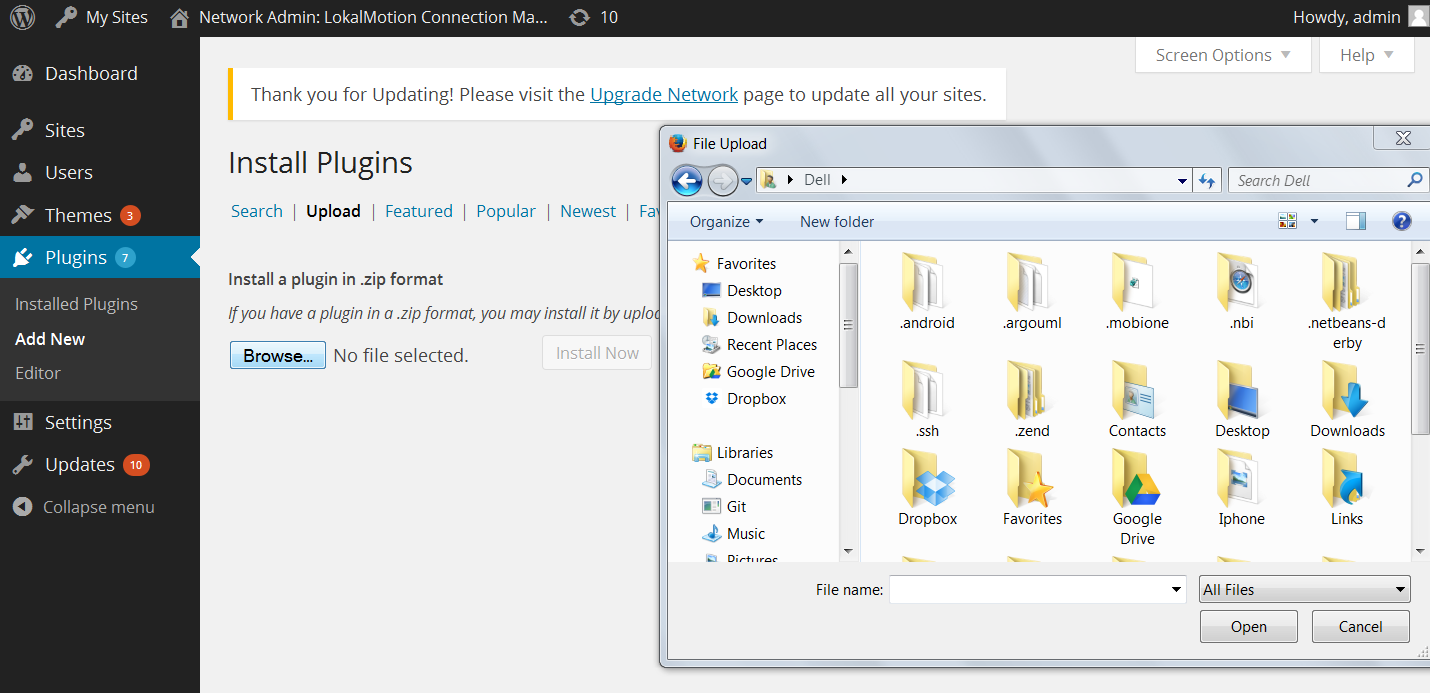 My Sites
Network Admin: LokalMotion Connection Ma...
10
Howdy, admin
Dashboard
Sites
Users
Themes 3
Plugins 7
Installed Plugins
Add New
Editor
Settings
Updates 10
Collapse menu
Screen Options
Help
Thank you for Updating! Please visit the Upgrade Network page to update all your sites.
Install Plugins
Search | Upload | Featured | Popular | Newest | Fav
Install a plugin in .zip format
If you have a plugin in a .zip format, you may install it by uploa
Browse... No file selected.
Install Now
File Upload
Dell
Search Dell
Organize
New folder
Favorites
Desktop
Downloads
Recent Places
Google Drive
Dropbox
Libraries
Documents
Git
Music
Pictures
.android
.argouml
.mobione
.nbi
.netbeans-d
erby
.ssh
.zend
Contacts
Desktop
Downloads
Dropbox
Favorites
Google
Drive
Iphone
Links
File name:
All Files
Open
Cancel